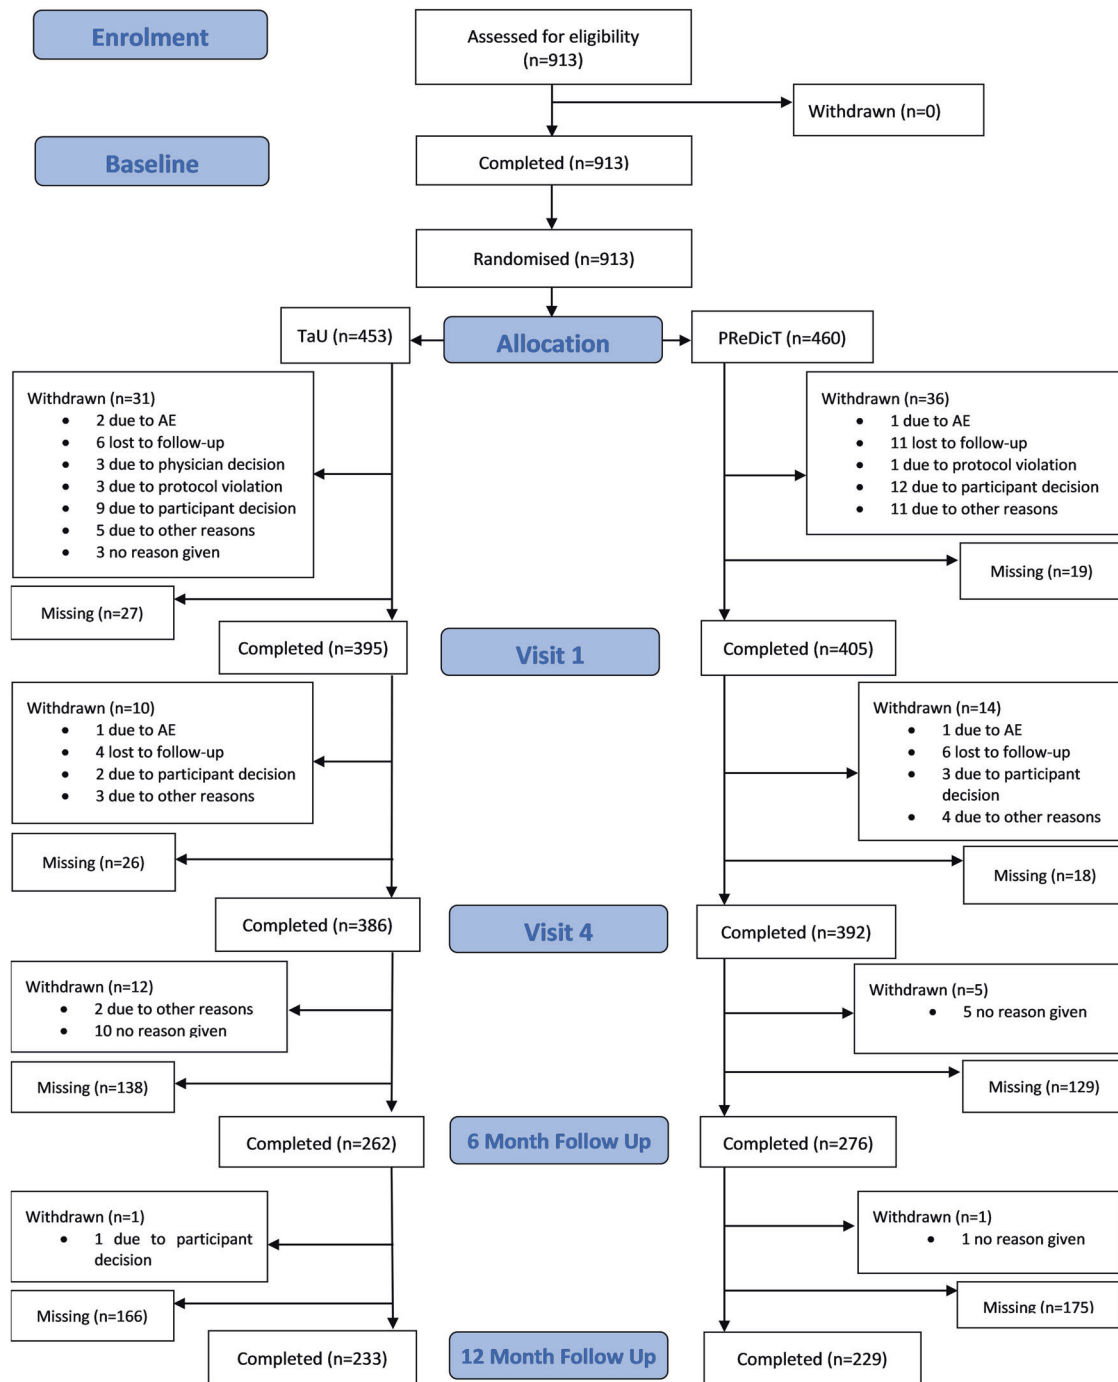 Enrolment
Assessed for eligibility
(n=913)
Withdrawn (n=0)
Baseline
Completed (n=913)
Randomised (n=913)
TaU (n=453)
Allocation
PReDicT (n=460)
Withdrawn (n=31)
• 2 due to AE
• 6 lost to follow-up
• 3 due to physician decision
• 3 due to protocol violation
• 9 due to participant decision
• 5 due to other reasons
• 3 no reason given
Withdrawn (n=36)
• 1 due to AE
• 11 lost to follow-up
• 1 due to protocol violation
• 12 due to participant decision
• 11 due to other reasons
Missing (n=27)
Missing (n=19)
Completed (n=395)
Visit 1
Completed (n=405)
Withdrawn (n=10)
• 1 due to AE
• 4 lost to follow-up
• 2 due to participant decision
• 3 due to other reasons
Withdrawn (n=14)
• 1 due to AE
• 6 lost to follow-up
• 3 due to participant
decision
• 4 due to other reasons
Missing (n=26)
Missing (n=18)
Completed (n=386)
Visit 4
Completed (n=392)
Withdrawn (n=12)
• 2 due to other reasons
• 10 no reason given
Withdrawn (n=5)
• 5 no reason given
Missing (n=138)
Missing (n=129)
Completed (n=262)
6 Month Follow Up
Completed (n=276)
Withdrawn (n=1)
• 1 due to participant
decision
Withdrawn (n=1)
• 1 no reason given
Missing (n=166)
Missing (n=175)
Completed (n=233)
12 Month Follow Up
Completed (n=229)